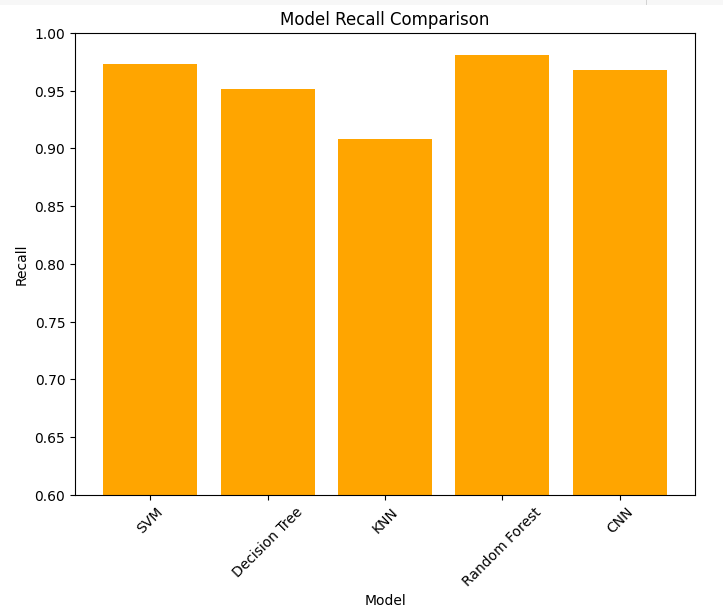 Model Recall Comparison
1.00
0.95
0.90
0.85
0.80
0.75
0.70
0.65
0.60
Recall
SVM
Decision Tree
KNN
Random Forest
CNN
Model